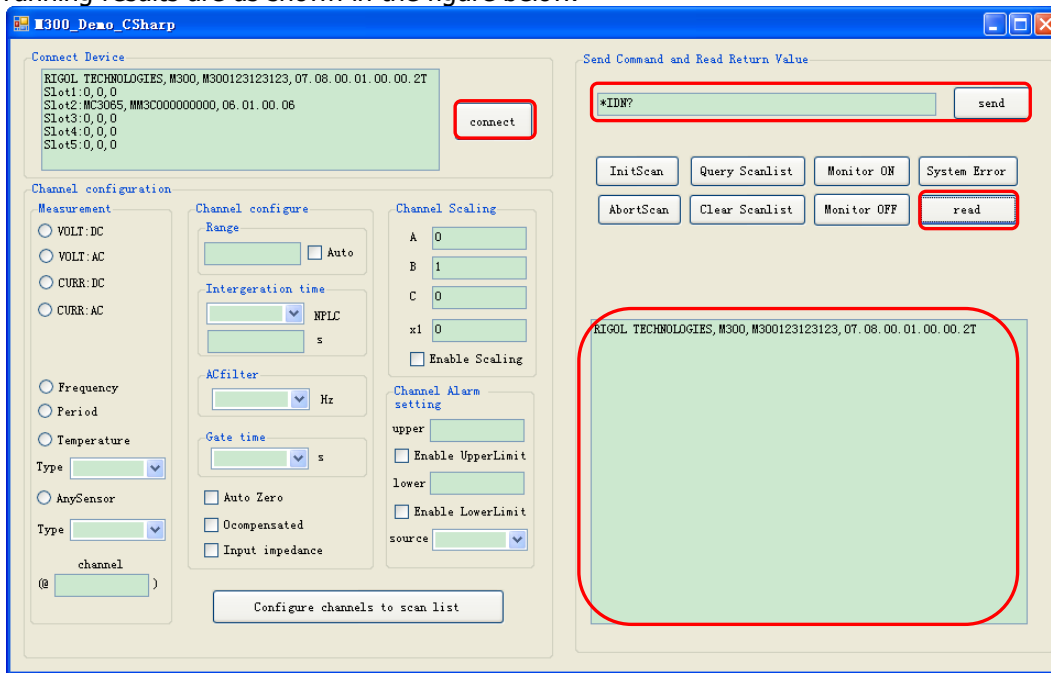 running results are as shown in the figure below.
M300_Demo_CSharp
Connect Device
RIGOL TECHNOLOGIES,M300,M300123123123,07.08.00.01.00.00.2T
Slot1:0,0,0
Slot2:MC3065,MM3C000000000,06.01.00.06
Slot3:0,0,0
Slot4:0,0,0
Slot5:0,0,0
connect
Channel configuration
Measurement
VOLT:DC
VOLT:AC
CURR:DC
CURR:AC
Frequency
Period
Temperature
Type
AnySensor
Type
channel
(@ )
Channel configure
Range
Auto
Intergeration time
NPLC
s
ACfilter
Hz
Gate time
s
Auto Zero
Ocompensated
Input impedance
Channel Scaling
A 0
B 1
C 0
x1 0
Enable Scaling
Channel Alarm
setting
upper
Enable UpperLimit
lower
Enable LowerLimit
source
Configure channels to scan list
Send Command and Read Return Value
*IDN?
send
InitScan
Query Scanlist
Monitor ON
System Error
AbortScan
Clear Scanlist
Monitor OFF
read
RIGOL TECHNOLOGIES,M300,M300123123123,07.08.00.01.00.00.2T